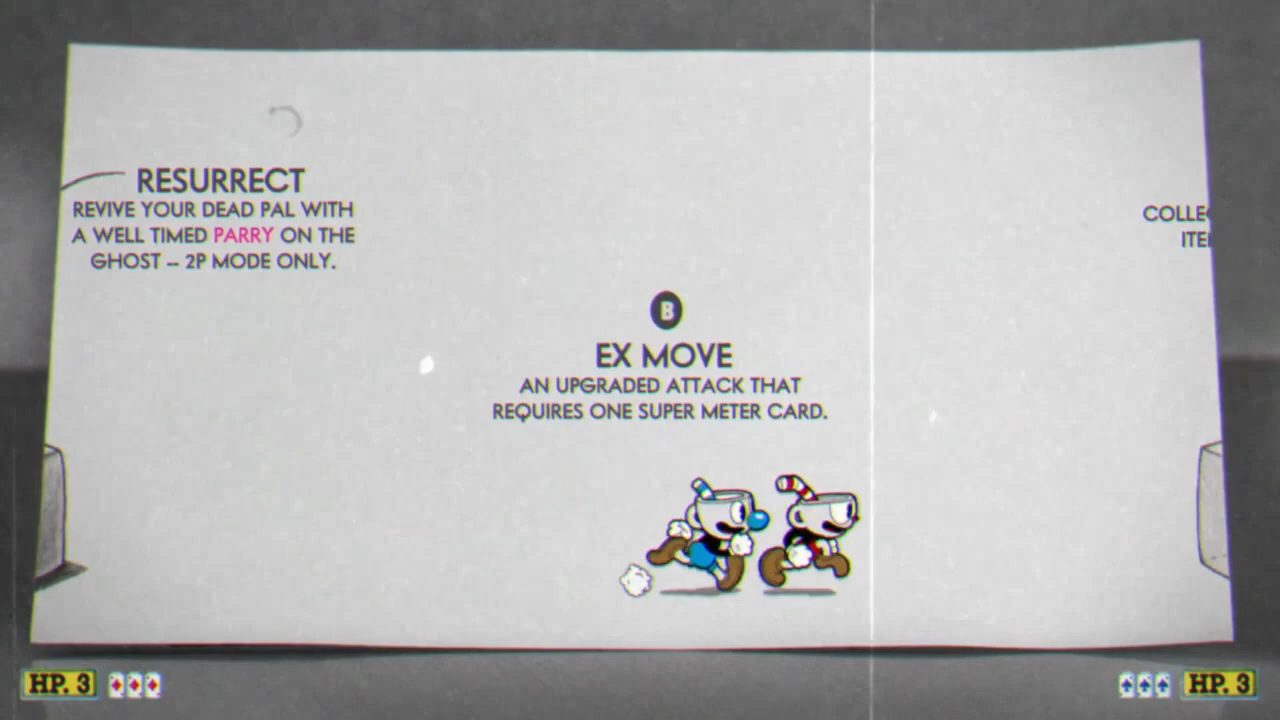 RESURRECT
REVIVE YOUR DEAD PAL WITH
A WELL TIMED PARRY ON THE
GHOST -- 2P MODE ONLY.
B
EX MOVE
AN UPGRADED ATTACK THAT
REQUIRES ONE SUPER METER CARD.
HP. 3
HP. 3